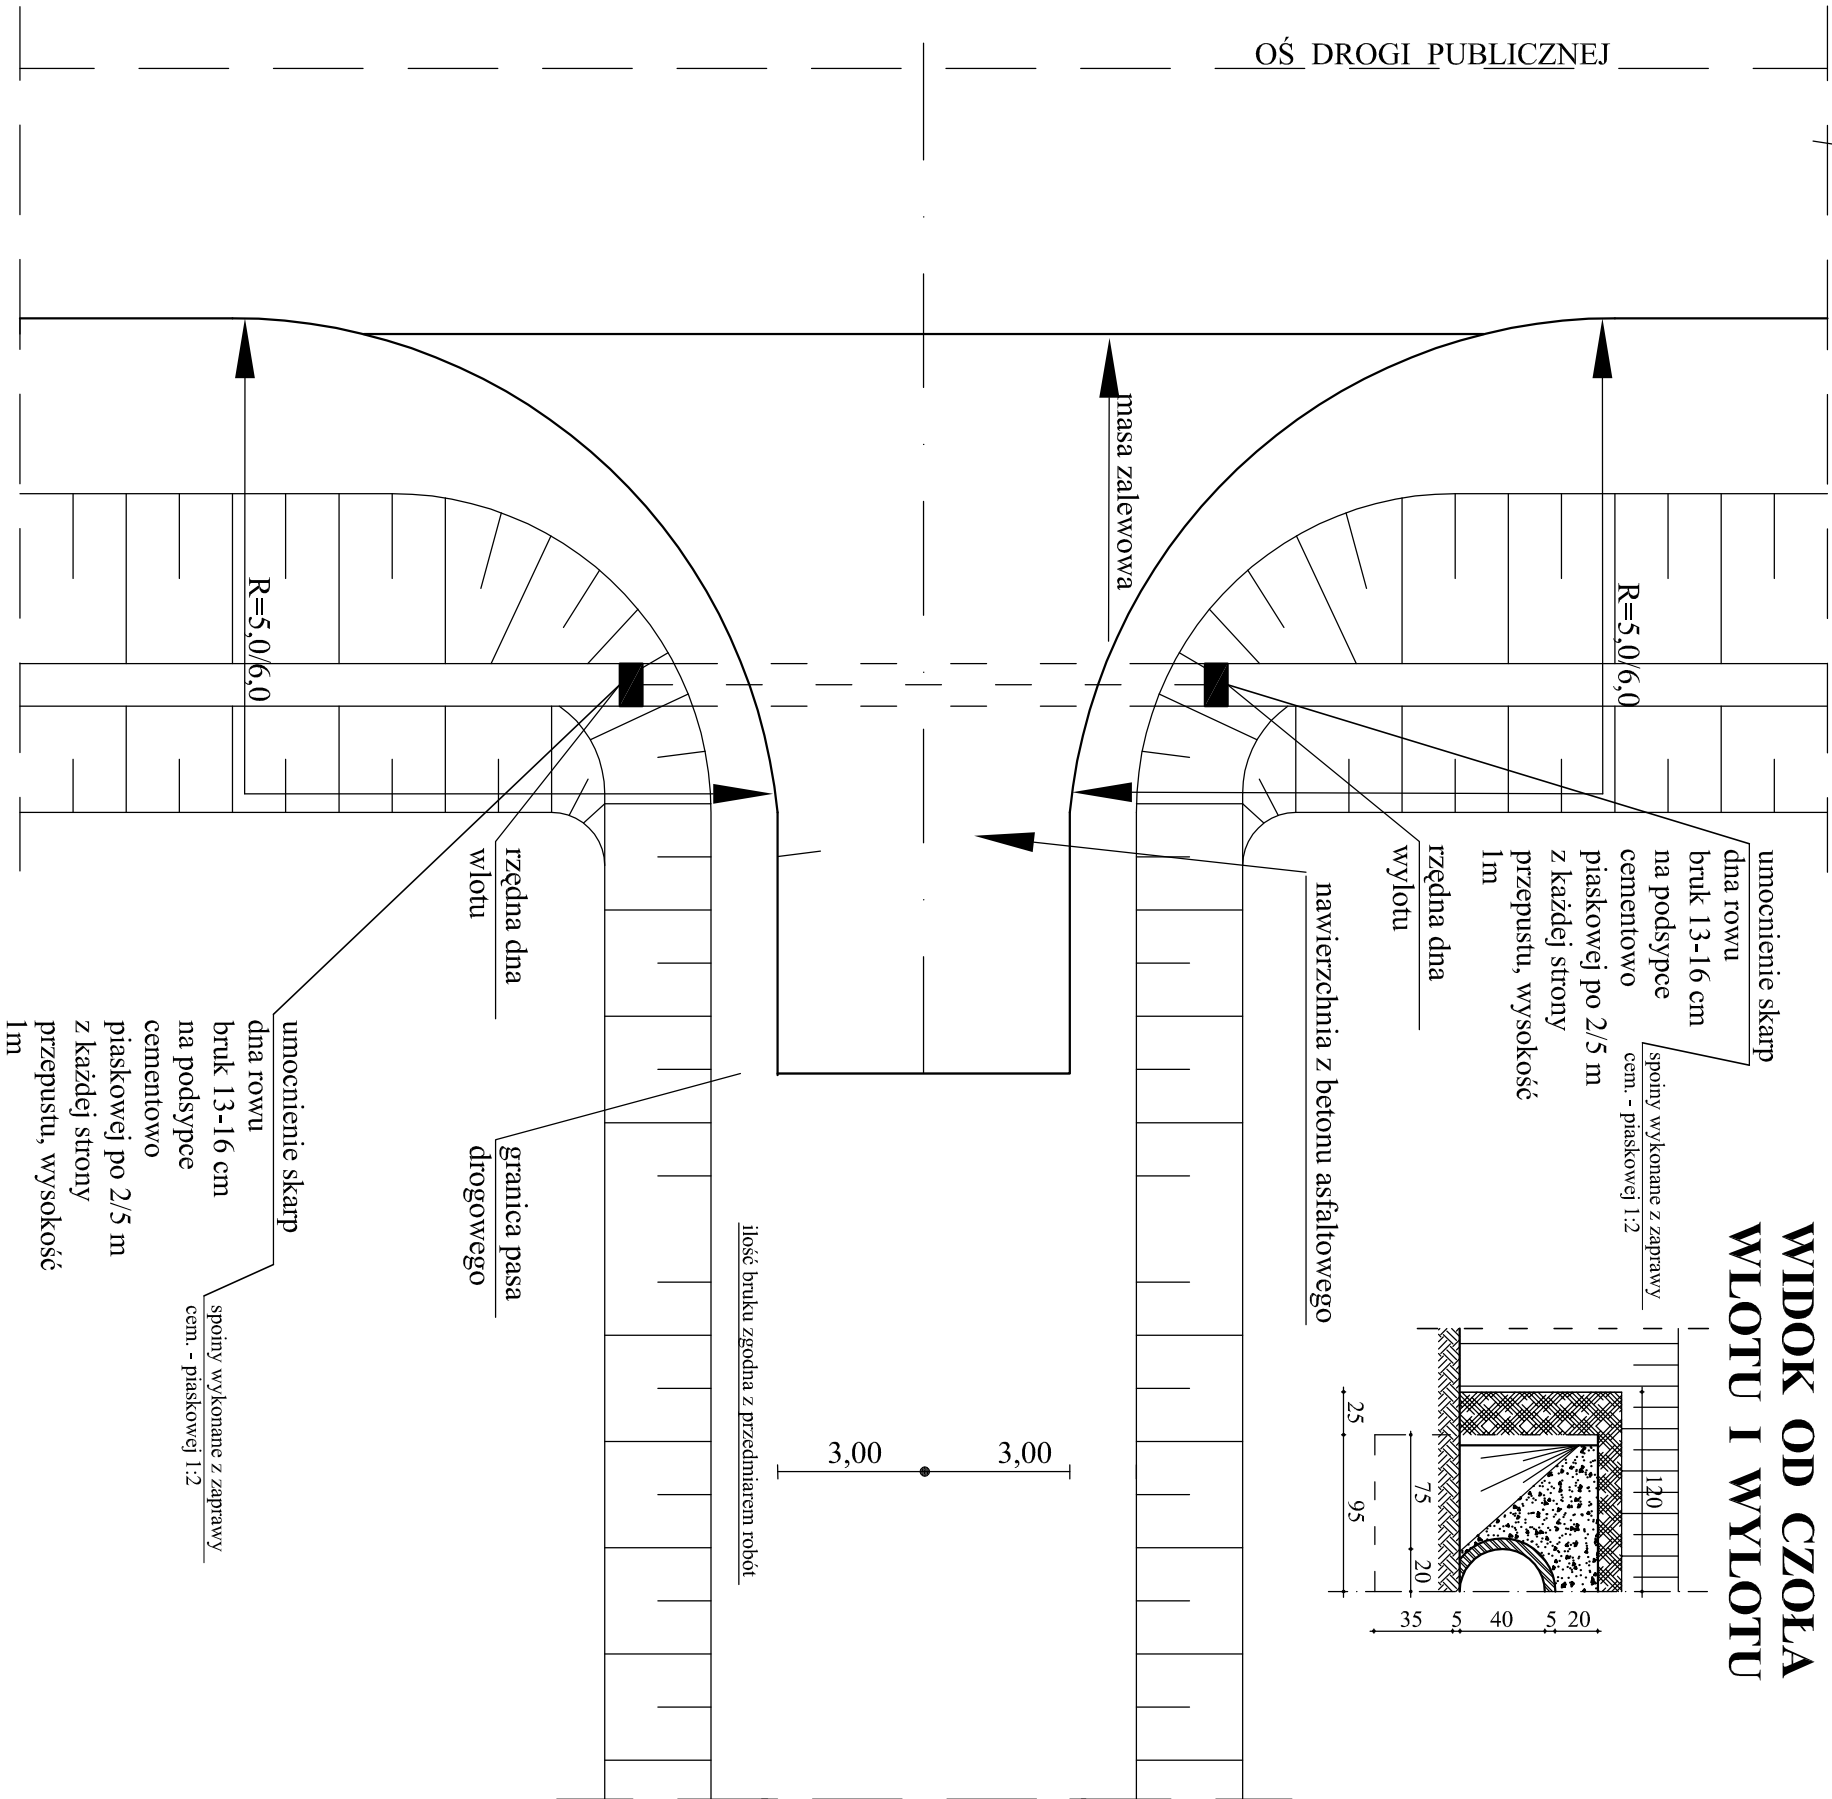 OŚ DROGI PUBLICZNEJ
masa zalewowa
R=5,0/6,0
R=5,0/6,0
umocnienie skarp
dna rowu
bruk 13-16 cm
na podsypce
cementowo
piaskowej po 2/5 m
z każdej strony
przepustu, wysokość
1m
spoiny wykonane z zaprawy
cem. - piaskowej 1:2
rzędna dna
wylotu
nawierzchnia z betonu asfaltowego
rzędna dna
wlotu
granica pasa
drogowego
ilość bruku zgodna z przedmiarem robót
umocnienie skarp
dna rowu
bruk 13-16 cm
na podsypce
cementowo
piaskowej po 2/5 m
z każdej strony
przepustu, wysokość
1m
spoiny wykonane z zaprawy
cem. - piaskowej 1:2
3,00 3,00
WIDOK OD CZOŁA
WLOTU I WYLOTU
120
75 20
25 95
35 5 40 5 20